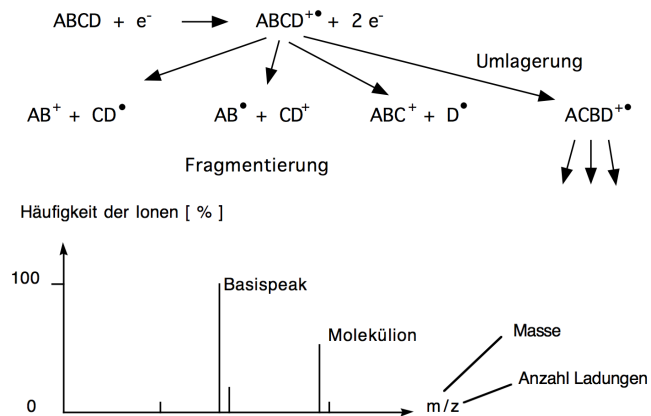 ABCD + e⁻ ABCD⁺• + 2 e⁻
Umlagerung
AB⁺ + CD• AB• + CD⁺ ABC⁺ + D• ACBD⁺•
Fragmentierung
Häufigkeit der Ionen [ % ]
100
Basispeak
Molekülion
Masse
Anzahl Ladungen
0
m/z